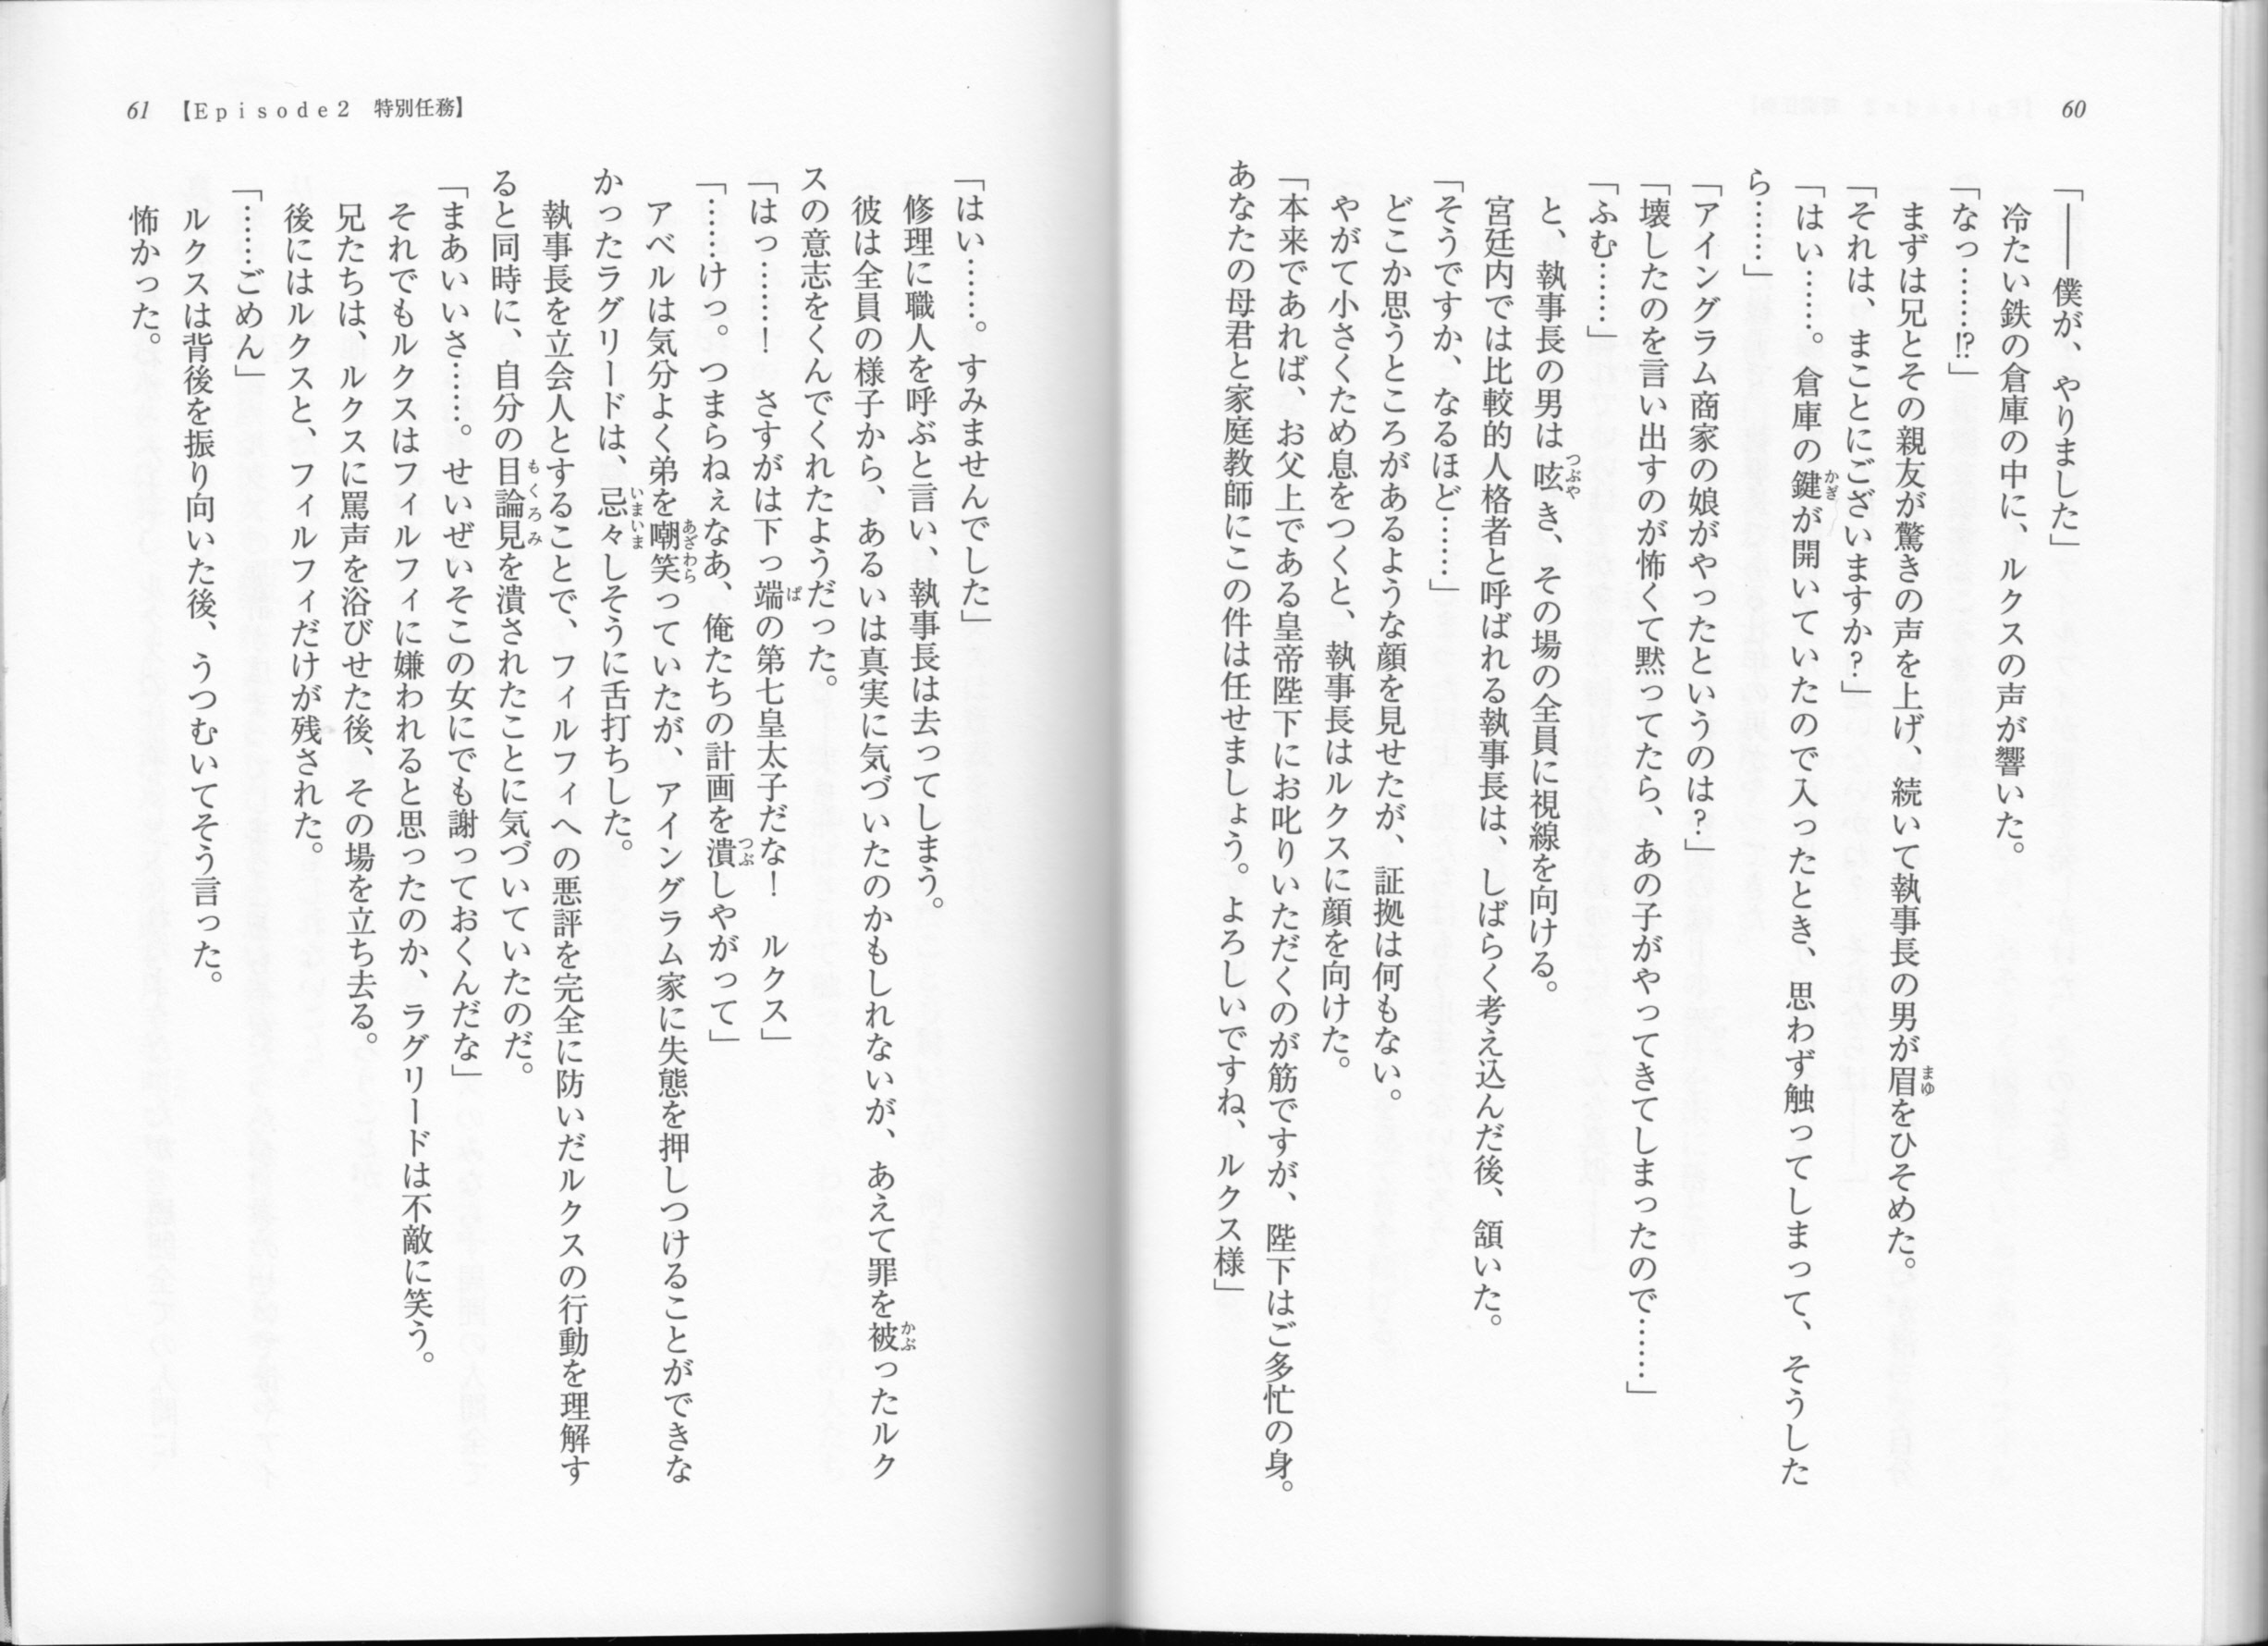 60
「――僕が、やりました」
冷たい鉄の倉庫の中に、ルクスの声が響いた。
「なっ……!?」
まずは兄とその親友が驚きの声を上げ、続いて執事長の男が眉をひそめた。
「それは、まことにございますか？」
「はい……。倉庫の鍵が開いていたので入ったとき、思わず触ってしまって、そうした
ら……」
「アイングラム商家の娘がやったというのは？」
「壊したのを言い出すのが怖くて黙ってたら、あの子がやってきてしまったので……」
「ふむ……」
と、執事長の男は呟き、その場の全員に視線を向ける。
宮廷内では比較的人格者と呼ばれる執事長は、しばらく考え込んだ後、頷いた。
「そうですか、なるほど……」
どこか思うところがあるような顔を見せたが、証拠は何もない。
やがて小さくため息をつくと、執事長はルクスに顔を向けた。
「本来であれば、お父上である皇帝陛下にお叱りいただくのが筋ですが、陛下はご多忙の身。
あなたの母君と家庭教師にこの件は任せましょう。よろしいですね、ルクス様」
61 【Episode2 特別任務】
「はい……。すみませんでした」
修理に職人を呼ぶと言い、執事長は去ってしまう。
彼は全員の様子から、あるいは真実に気づいたのかもしれないが、あえて罪を被ったルク
スの意志をくんでくれたようだった。
「はっ……！　さすがは下っ端の第七皇太子だな！　ルクス」
「……けっ。つまらねぇなあ、俺たちの計画を潰しやがって」
アベルは気分よく弟を嘲笑っていたが、アイングラム家に失態を押しつけることができな
かったラグリードは、忌々しそうに舌打ちした。
執事長を立会人とすることで、フィルフィへの悪評を完全に防いだルクスの行動を理解す
ると同時に、自分の目論見を潰されたことに気づいていたのだ。
「まあいいさ……。せいぜいそこの女にでも謝っておくんだな」
それでもルクスはフィルフィに嫌われると思ったのか、ラグリードは不敵に笑う。
兄たちは、ルクスに罵声を浴びせた後、その場を立ち去る。
後にはルクスと、フィルフィだけが残された。
「……ごめん」
ルクスは背後を振り向いた後、うつむいてそう言った。
怖かった。